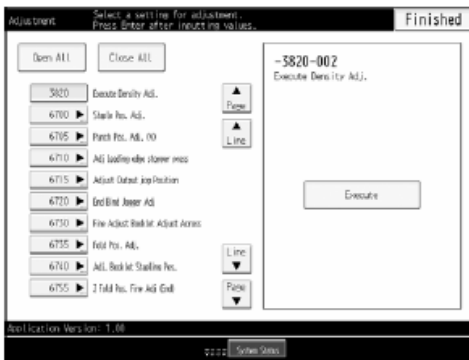 Adjustment
Select a setting for adjustment.
Press Enter after inputting values.
Finished
Open All
Close All
-3820-002
Execute Density Adj.
3820 Execute Density Adj.
6700 Staple Pos. Adj.
6705 Punch Pos. Adj.
6710 Adj leading edge stopper
6715 Adjust Output jog Position
6720 End Bind Jogger Adj
6730 Fine Adjust Booklet Adjust Across
6735 Fold Pos. Adj.
6740 Adj. Booklet Stapling Pos.
6755 Z Fold Pos. Fine Adj
Page
Line
Execute
Line
Page
Application Version: 1.00
System Status